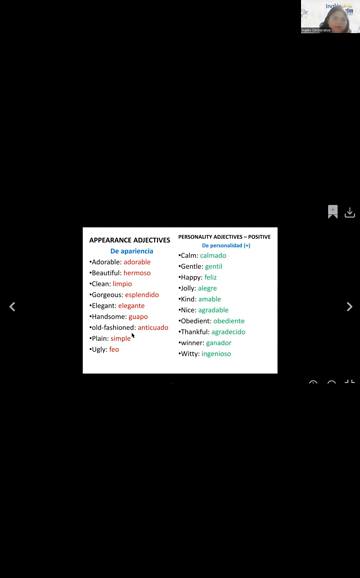 APPEARANCE ADJECTIVES
De apariencia
•Adorable: adorable
•Beautiful: hermoso
•Clean: limpio
•Gorgeous: esplendido
•Elegant: elegante
•Handsome: guapo
•old-fashioned: anticuado
•Plain: simple
•Ugly: feo
PERSONALITY ADJECTIVES – POSITIVE
De personalidad (+)
•Calm: calmado
•Gentle: gentil
•Happy: feliz
•Jolly: alegre
•Kind: amable
•Nice: agradable
•Obedient: obediente
•Thankful: agradecido
•winner: ganador
•Witty: ingenioso